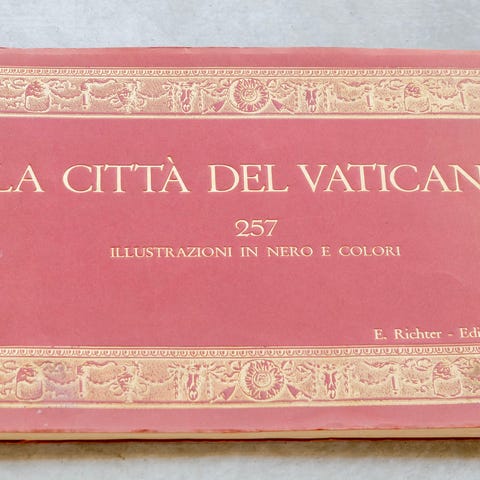 LA CITTÀ DEL VATICAN
257
ILLUSTRAZIONI IN NERO E COLORI
E. Richter - Edi